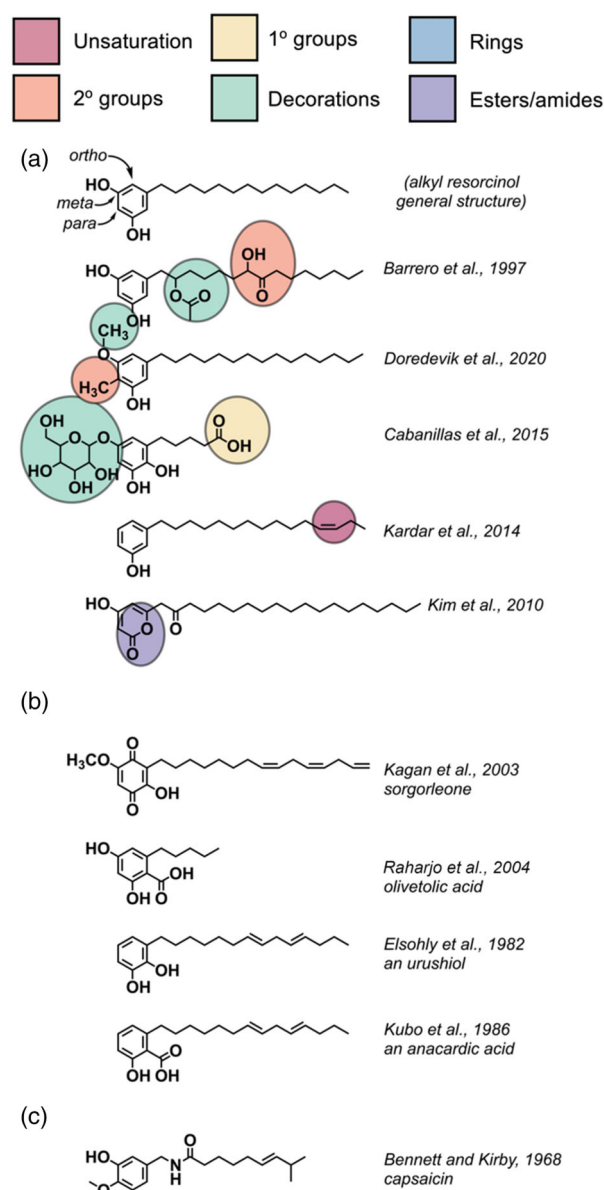 Unsaturation
1º groups
Rings
2º groups
Decorations
Esters/amides
(a)
ortho
meta
para
HO
OH
(alkyl resorcinol
general structure)
HO
OH
OH
O
O
O
Barrero et al., 1997
CH₃
O
H₃C
OH
Doredevik et al., 2020
OH
O
O
HO
OH
OH
OH
OH
O
OH
Cabanillas et al., 2015
OH
Kardar et al., 2014
HO
O
O
O
Kim et al., 2010
(b)
O
H₃CO
OH
O
Kagan et al., 2003
sorgorleone
HO
OH
OH
O
Raharjo et al., 2004
olivetolic acid
OH
OH
Elsohly et al., 1982
an urushiol
O
OH
OH
Kubo et al., 1986
an anacardic acid
(c)
HO
O
N
H
O
Bennett and Kirby, 1968
capsaicin